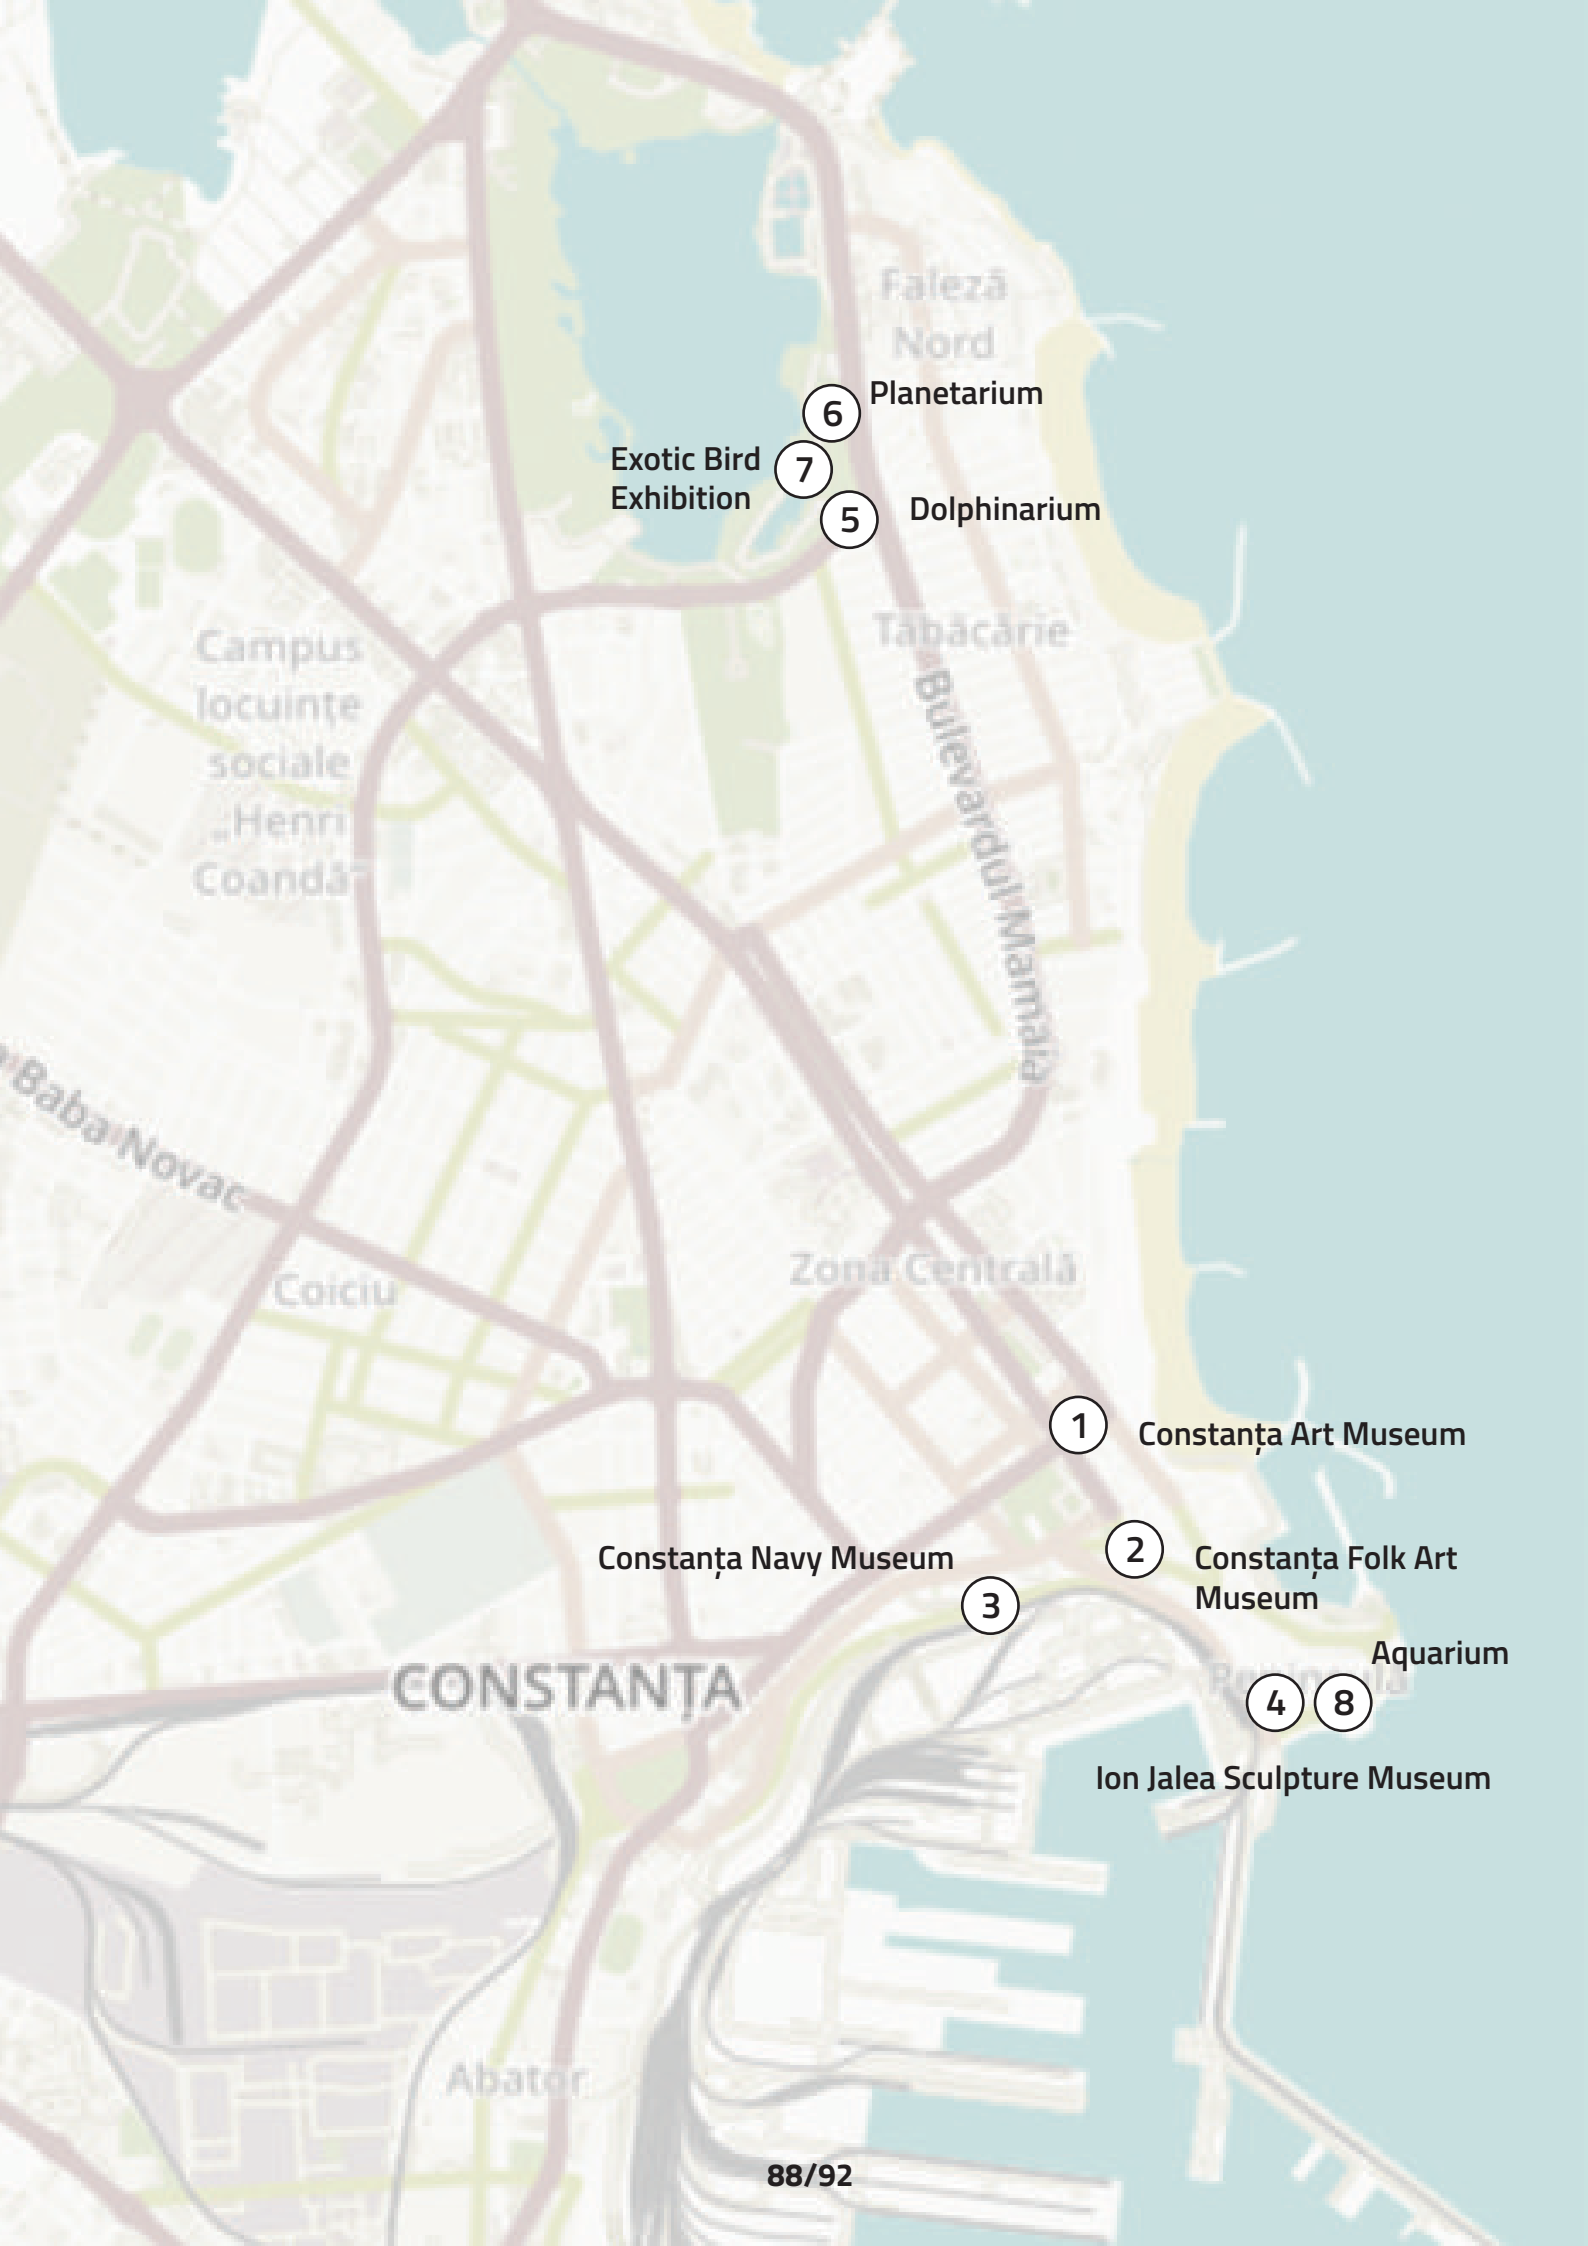 Faleză
Nord
6
Planetarium
Exotic Bird
Exhibition
7
5
Dolphinarium
Tăbăcărie
Campus
locuințe
sociale
„Henri
Coandă”
Bulevardul Mamaia
Baba Novac
Coiciu
Zona Centrală
1
Constanța Art Museum
2
Constanța Folk Art
Museum
Constanța Navy Museum
3
Aquarium
4
8
CONSTANȚA
Ion Jalea Sculpture Museum
Abator
88/92